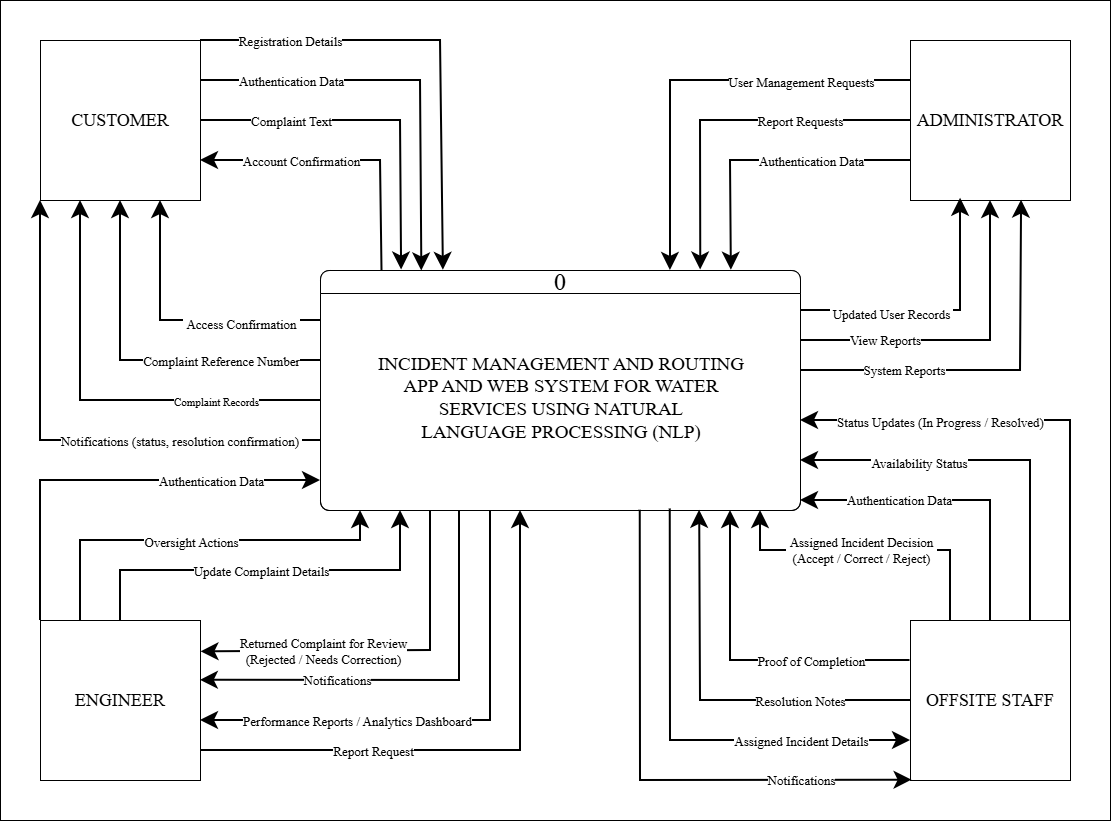 Registration Details
Authentication Data
CUSTOMER
Complaint Text
Account Confirmation
User Management Requests
Report Requests
ADMINISTRATOR
Authentication Data
0
INCIDENT MANAGEMENT AND ROUTING
APP AND WEB SYSTEM FOR WATER
SERVICES USING NATURAL
LANGUAGE PROCESSING (NLP)
Access Confirmation
Complaint Reference Number
Complaint Records
Notifications (status, resolution confirmation)
Updated User Records
View Reports
System Reports
Authentication Data
Oversight Actions
Update Complaint Details
Returned Complaint for Review
(Rejected / Needs Correction)
Notifications
ENGINEER
Performance Reports / Analytics Dashboard
Report Request
Status Updates (In Progress / Resolved)
Availability Status
Authentication Data
Assigned Incident Decision
(Accept / Correct / Reject)
Proof of Completion
Resolution Notes
OFFSITE STAFF
Assigned Incident Details
Notifications